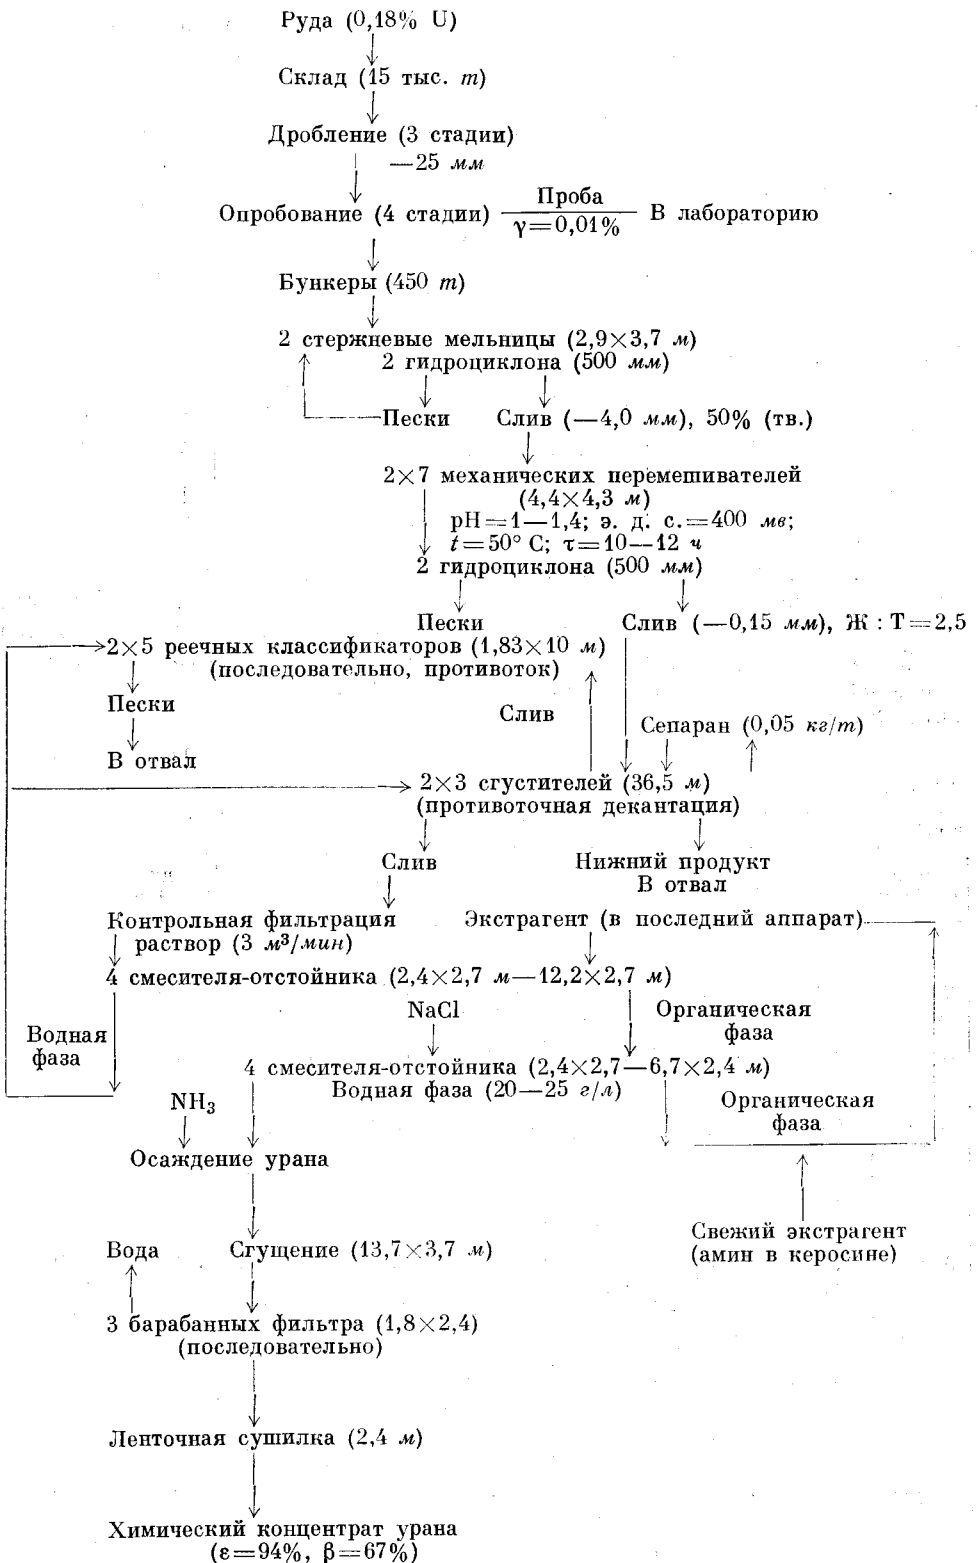 Руда (0,18% U)
Склад (15 тыс. т)
Дробление (3 стадии)
—25 мм
Опробование (4 стадии) Проба В лабораторию
γ=0,01%
Бункеры (450 т)
2 стержневые мельницы (2,9×3,7 м)
2 гидроциклона (500 мм)
Пески Слив (—4,0 мм), 50% (тв.)
2×7 механических перемешивателей
(4,4×4,3 м)
pH=1—1,4; э. д. с.=400 мв;
t=50° C; τ=10—12 ч
2 гидроциклона (500 мм)
Пески Слив (—0,15 мм), Ж : Т=2,5
2×5 реечных классификаторов (1,83×10 м)
(последовательно, противоток)
Пески
Слив
Сепаран (0,05 кг/т)
В отвал
2×3 сгустителей (36,5 м)
(противоточная декантация)
Слив Нижний продукт
В отвал
Контрольная фильтрация Экстрагент (в последний аппарат)
раствор (3 м³/мин)
4 смесителя-отстойника (2,4×2,7 м—12,2×2,7 м)
NaCl Органическая
фаза
Водная
фаза
4 смесителя-отстойника (2,4×2,7—6,7×2,4 м)
Водная фаза (20—25 г/л)
NH₃ Органическая
фаза
Осаждение урана
Свежий экстрагент
(амин в керосине)
Вода Сгущение (13,7×3,7 м)
3 барабанных фильтра (1,8×2,4)
(последовательно)
Ленточная сушилка (2,4 м)
Химический концентрат урана
(ε=94%, β=67%)